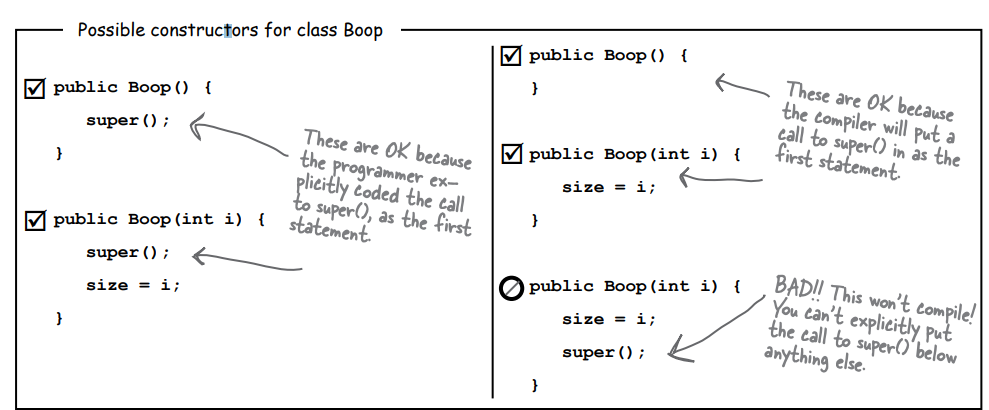 Possible constructors for class Boop
public Boop() {
super();
}
These are OK because
the programmer ex-
plicitly coded the call
to super(), as the first
statement.
public Boop(int i) {
super();
size = i;
}
public Boop() {
}
These are OK because
the compiler will put a
call to super() in as the
first statement.
public Boop(int i) {
size = i;
}
public Boop(int i) {
size = i;
super();
}
BAD!! This won't compile!
You can't explicitly put
the call to super() below
anything else.